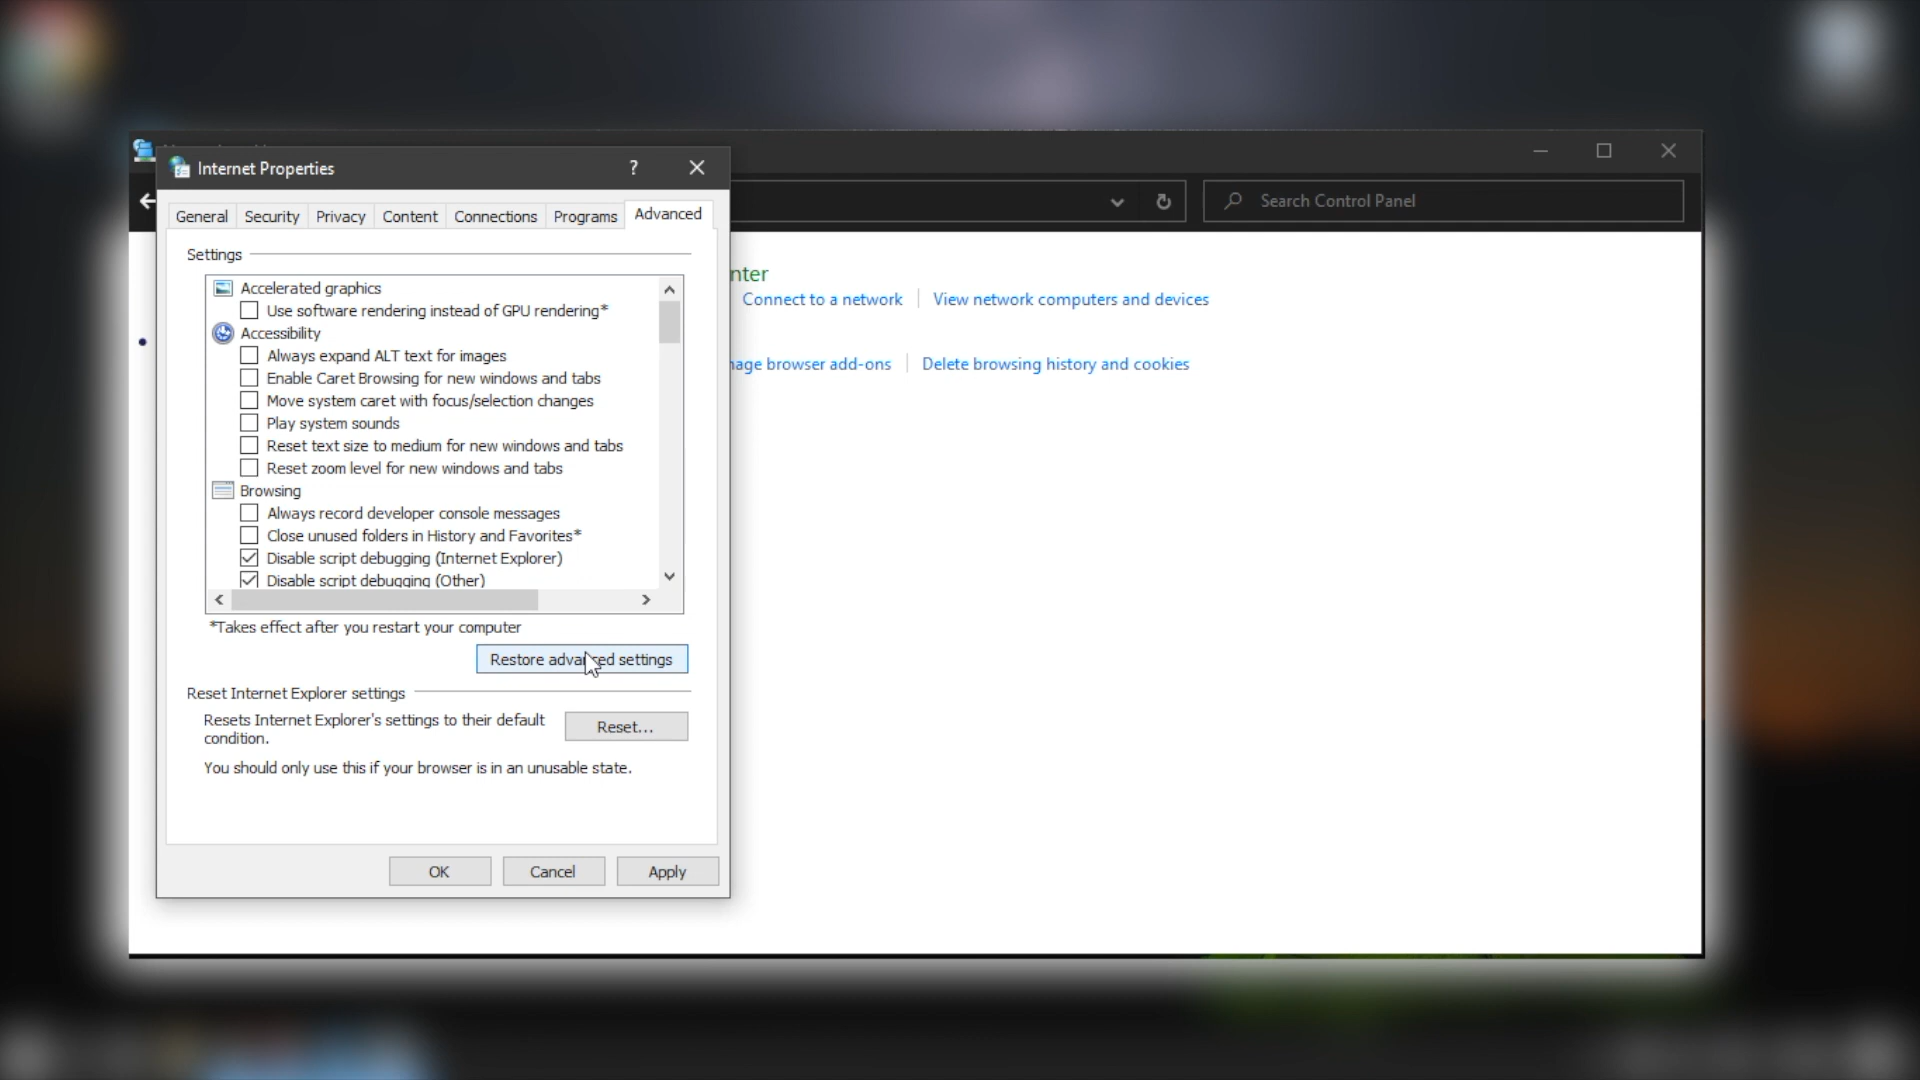 Internet Properties
?
General Security Privacy Content Connections Programs Advanced
Search Control Panel
Settings
Accelerated graphics
Use software rendering instead of GPU rendering*
Accessibility
Always expand ALT text for images
Enable Caret Browsing for new windows and tabs
Move system caret with focus/selection changes
Play system sounds
Reset text size to medium for new windows and tabs
Reset zoom level for new windows and tabs
Browsing
Always record developer console messages
Close unused folders in History and Favorites*
Disable script debugging (Internet Explorer)
Disable script debugging (Other)
*Takes effect after you restart your computer
Restore advanced settings
Reset Internet Explorer settings
Resets Internet Explorer's settings to their default
condition.
Reset...
You should only use this if your browser is in an unusable state.
OK Cancel Apply
nter
Connect to a network View network computers and devices
nage browser add-ons Delete browsing history and cookies